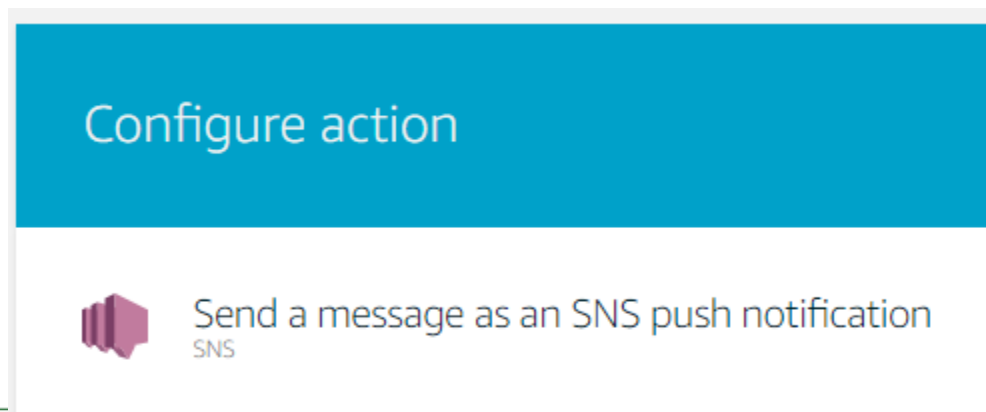 Configure action
Send a message as an SNS push notification
SNS